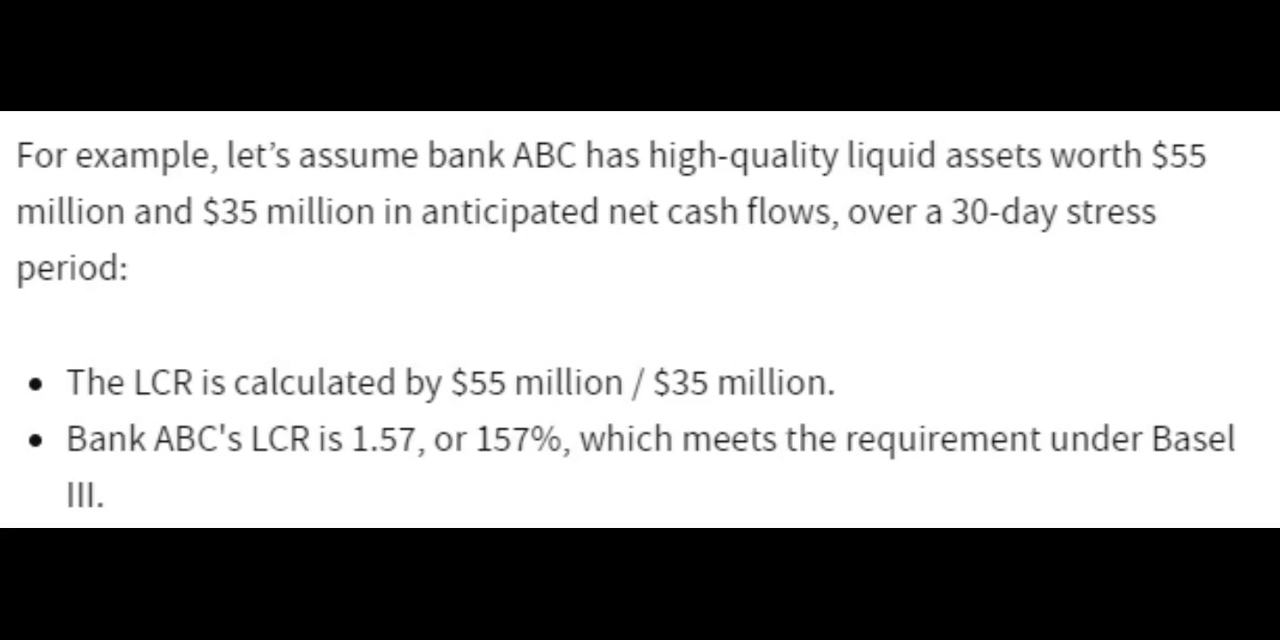 For example, let’s assume bank ABC has high-quality liquid assets worth $55
million and $35 million in anticipated net cash flows, over a 30-day stress
period:
• The LCR is calculated by $55 million / $35 million.
• Bank ABC's LCR is 1.57, or 157%, which meets the requirement under Basel
III.